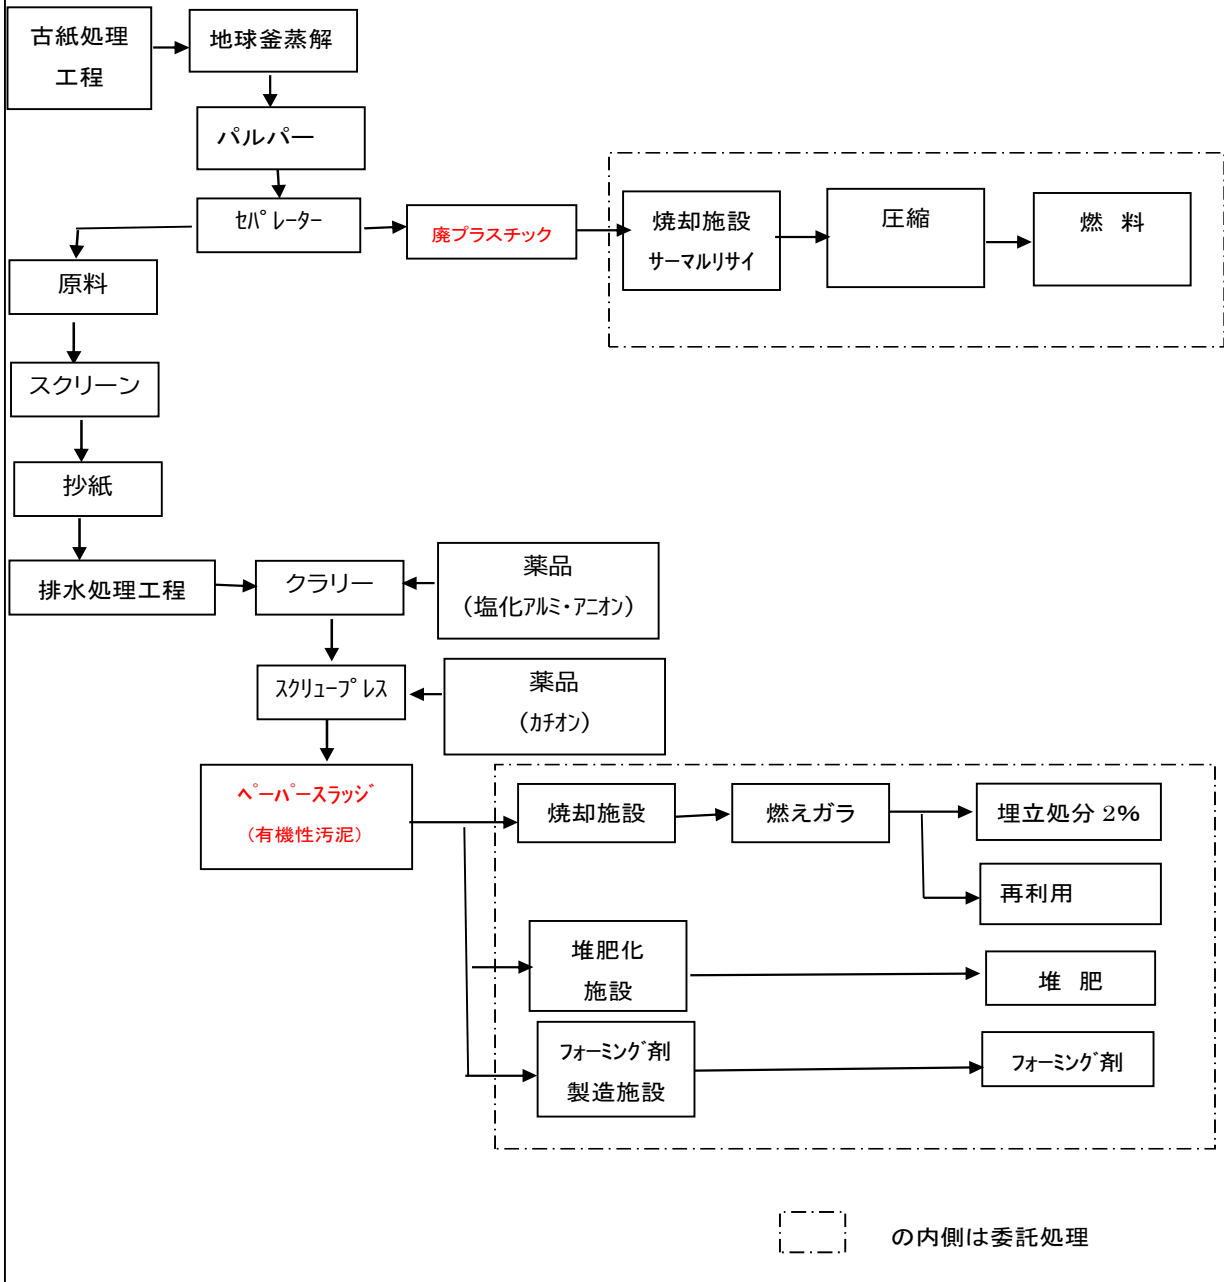 古紙処理
工程
地球釜蒸解
パルパー
ｾﾊﾟﾚｰﾀｰ
廃プラスチック
焼却施設
サーマルリサイ
圧縮
燃　料
原料
スクリーン
抄紙
排水処理工程
クラリー
薬品
（塩化ｱﾙﾐ・ｱﾆｵﾝ）
ｽｸﾘｭｰﾌﾟﾚｽ
薬品
（ｶﾁｵﾝ）
ﾍﾟｰﾊﾟｰｽﾗｯｼﾞ
（有機性汚泥）
焼却施設
燃えガラ
埋立処分 2%
再利用
堆肥化
施設
堆　肥
ﾌｫｰﾐﾝｸﾞ剤
製造施設
ﾌｫｰﾐﾝｸﾞ剤
の内側は委託処理